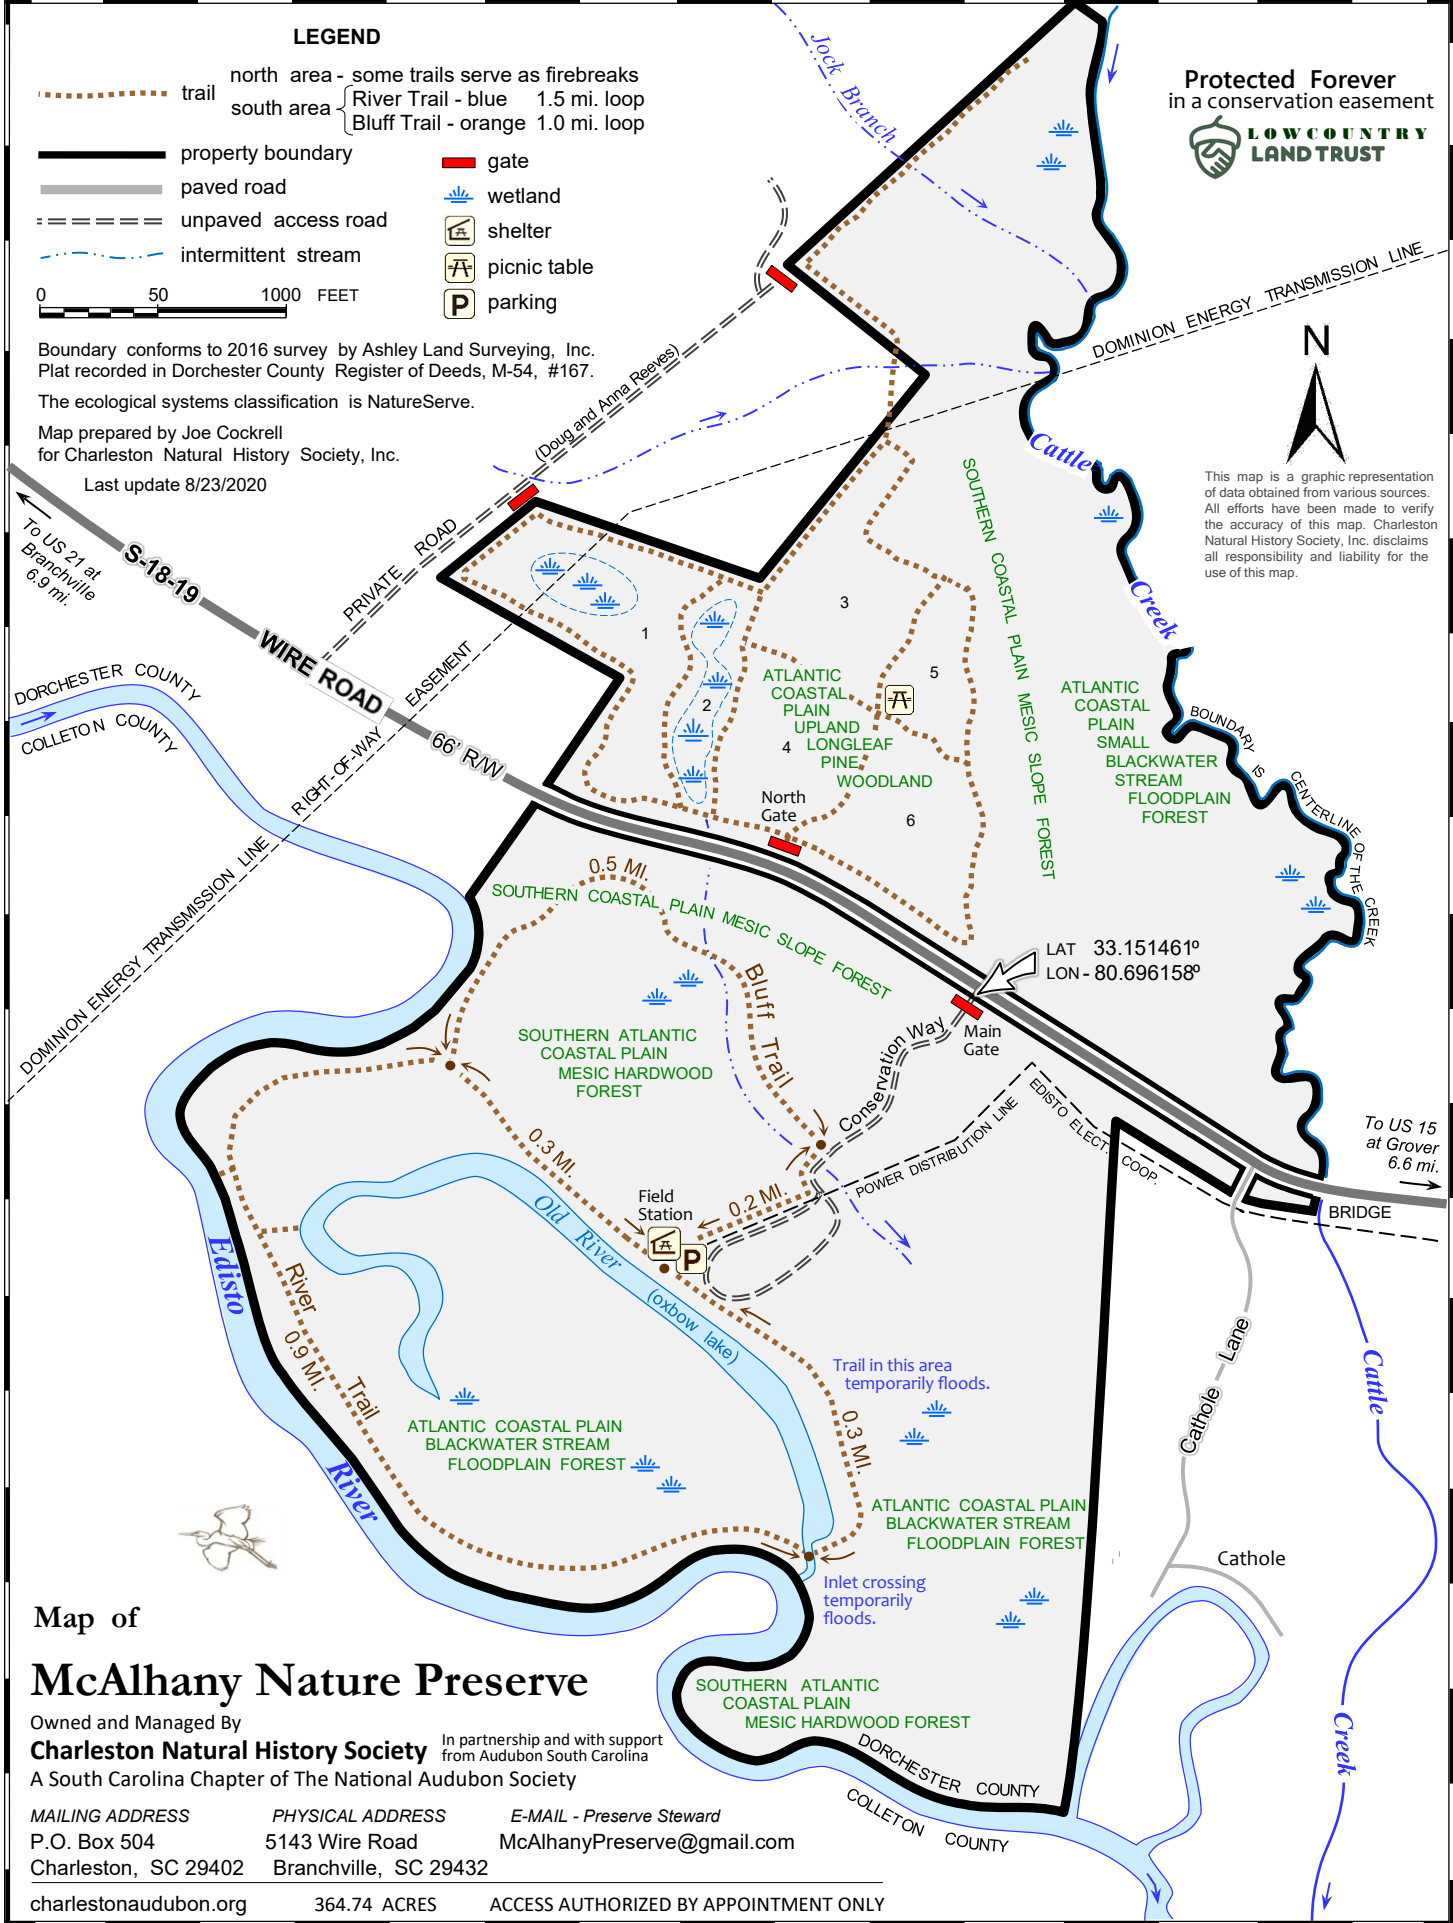 LEGEND
trail
north area - some trails serve as firebreaks
south area
River Trail - blue 1.5 mi. loop
Bluff Trail - orange 1.0 mi. loop
property boundary
paved road
unpaved access road
intermittent stream
gate
wetland
shelter
picnic table
P parking
0 50 1000 FEET
Boundary conforms to 2016 survey by Ashley Land Surveying, Inc.
Plat recorded in Dorchester County Register of Deeds, M-54, #167.
The ecological systems classification is NatureServe.
Map prepared by Joe Cockrell
for Charleston Natural History Society, Inc.
Last update 8/23/2020
Protected Forever
in a conservation easement
LOWCOUNTRY
LAND TRUST
Jock Branch
DOMINION ENERGY TRANSMISSION LINE
N
This map is a graphic representation
of data obtained from various sources.
All efforts have been made to verify
the accuracy of this map. Charleston
Natural History Society, Inc. disclaims
all responsibility and liability for the
use of this map.
(Doug and Anna Reeves)
PRIVATE ROAD
To US 21 at
Branchville
6.9 mi.
S-18-19
WIRE ROAD
66' R/W
DORCHESTER COUNTY
COLLETON COUNTY
DOMINION ENERGY TRANSMISSION LINE RIGHT-OF-WAY EASEMENT
Cattle
Creek
SOUTHERN COASTAL PLAIN MESIC SLOPE FOREST
1
2
3
4
5
6
ATLANTIC
COASTAL
PLAIN
UPLAND
LONGLEAF
PINE
WOODLAND
ATLANTIC
COASTAL
PLAIN
SMALL
BLACKWATER
STREAM
FLOODPLAIN
FOREST
BOUNDARY IS CENTERLINE OF THE CREEK
North
Gate
0.5 MI.
SOUTHERN COASTAL PLAIN MESIC SLOPE FOREST
LAT 33.151461º
LON - 80.696158º
Main
Gate
Bluff Trail
Conservation Way
SOUTHERN ATLANTIC
COASTAL PLAIN
MESIC HARDWOOD
FOREST
POWER DISTRIBUTION LINE
EDISTO ELECT. COOP.
To US 15
at Grover
6.6 mi.
BRIDGE
0.3 MI.
0.2 MI.
Field
Station
P
Old River
(oxbow lake)
Edisto
River
River
Trail
0.9 MI.
Trail in this area
temporarily floods.
0.3 MI.
ATLANTIC COASTAL PLAIN
BLACKWATER STREAM
FLOODPLAIN FOREST
ATLANTIC COASTAL PLAIN
BLACKWATER STREAM
FLOODPLAIN FOREST
Cathole Lane
Cattle
Cathole
Inlet crossing
temporarily
floods.
SOUTHERN ATLANTIC
COASTAL PLAIN
MESIC HARDWOOD FOREST
DORCHESTER COUNTY
COLLETON COUNTY
Creek
Map of
McAlhany Nature Preserve
Owned and Managed By
Charleston Natural History Society
In partnership and with support
from Audubon South Carolina
A South Carolina Chapter of The National Audubon Society
MAILING ADDRESS PHYSICAL ADDRESS E-MAIL - Preserve Steward
P.O. Box 504 5143 Wire Road McAlhanyPreserve@gmail.com
Charleston, SC 29402 Branchville, SC 29432
charlestonaudubon.org 364.74 ACRES ACCESS AUTHORIZED BY APPOINTMENT ONLY